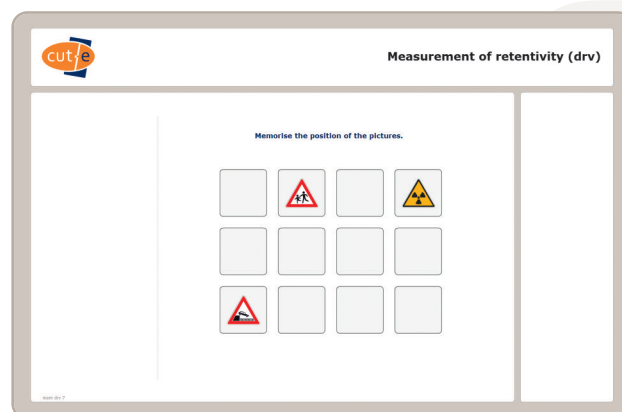 cut-e
Measurement of retentivity (drv)
Memorise the position of the pictures.